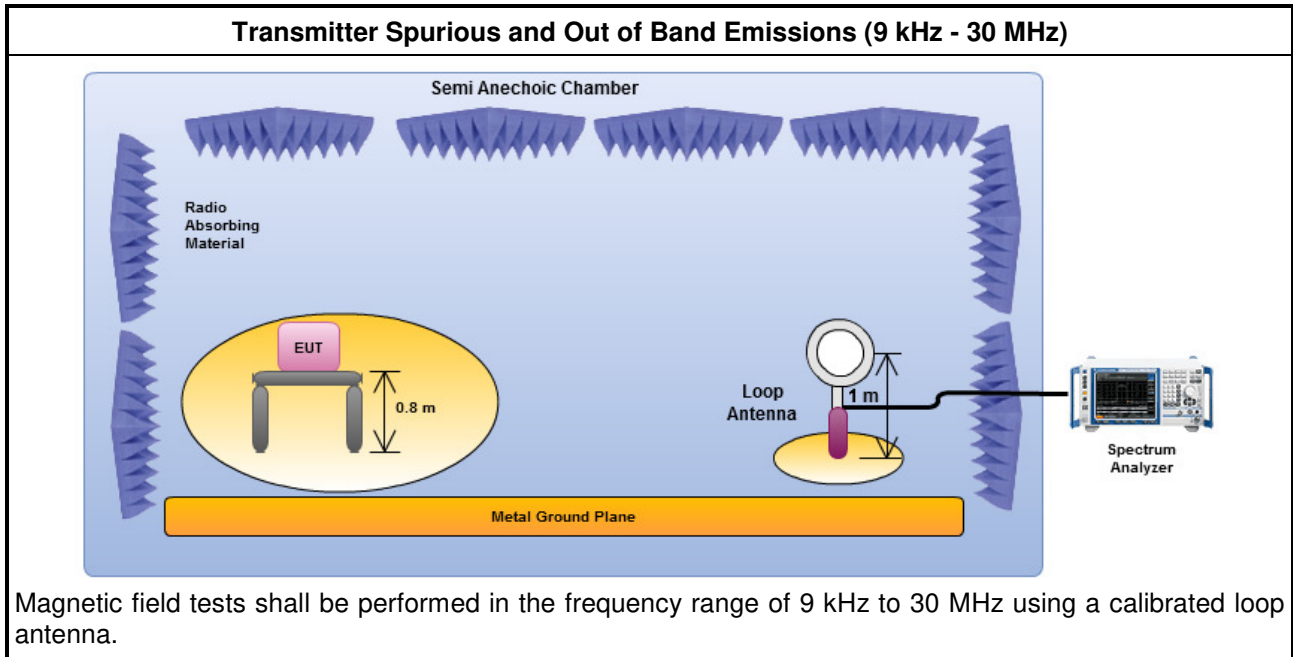 Transmitter Spurious and Out of Band Emissions (9 kHz - 30 MHz)
Semi Anechoic Chamber
Radio
Absorbing
Material
EUT
0.8 m
Loop
Antenna
1 m
Spectrum
Analyzer
Metal Ground Plane
Magnetic field tests shall be performed in the frequency range of 9 kHz to 30 MHz using a calibrated loop
antenna.